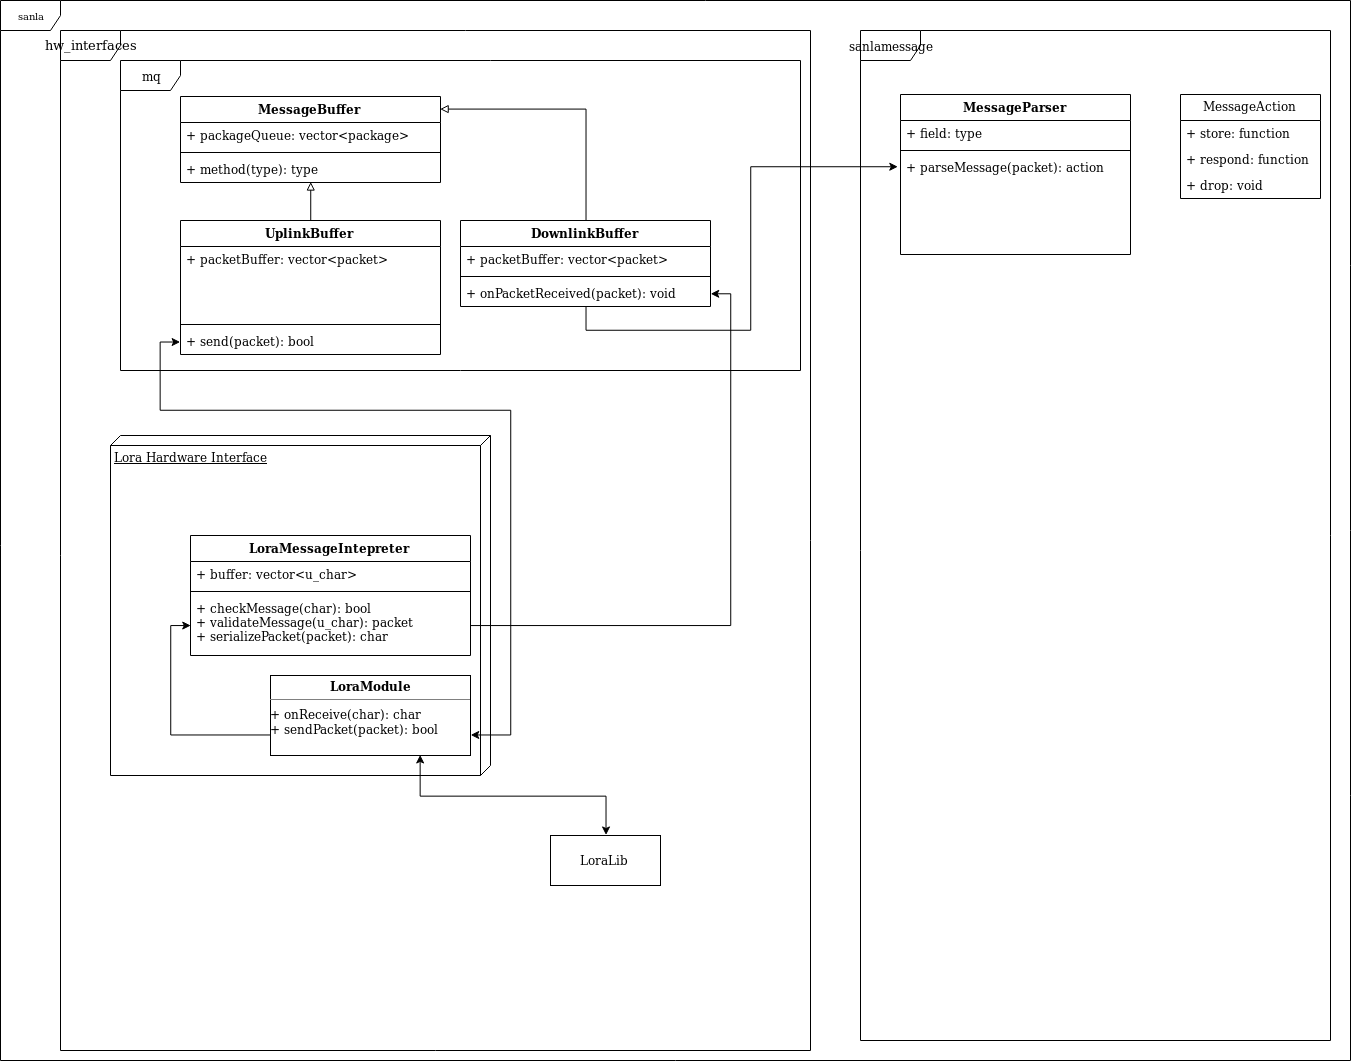 sanla
hw_interfaces
mq
MessageBuffer
+ packageQueue: vector<package>
+ method(type): type
UplinkBuffer
+ packetBuffer: vector<packet>
+ send(packet): bool
DownlinkBuffer
+ packetBuffer: vector<packet>
+ onPacketReceived(packet): void
Lora Hardware Interface
LoraMessageIntepreter
+ buffer: vector<u_char>
+ checkMessage(char): bool
+ validateMessage(u_char): packet
+ serializePacket(packet): char
LoraModule
+ onReceive(char): char
+ sendPacket(packet): bool
LoraLib
sanlamessage
MessageParser
+ field: type
+ parseMessage(packet): action
MessageAction
+ store: function
+ respond: function
+ drop: void